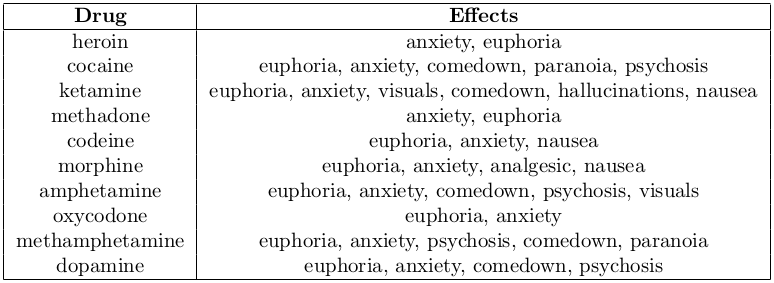 Drug Effects
heroin anxiety, euphoria
cocaine euphoria, anxiety, comedown, paranoia, psychosis
ketamine euphoria, anxiety, visuals, comedown, hallucinations, nausea
methadone anxiety, euphoria
codeine euphoria, anxiety, nausea
morphine euphoria, anxiety, analgesic, nausea
amphetamine euphoria, anxiety, comedown, psychosis, visuals
oxycodone euphoria, anxiety
methamphetamine euphoria, anxiety, psychosis, comedown, paranoia
dopamine euphoria, anxiety, comedown, psychosis